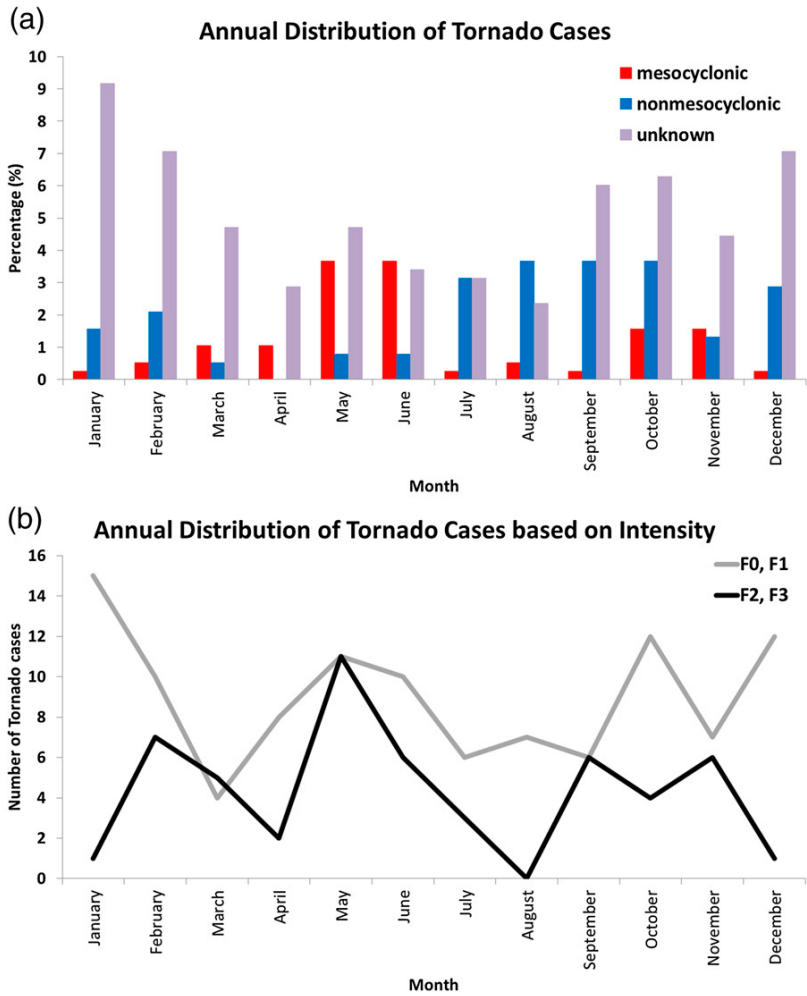 (a)
Annual Distribution of Tornado Cases
mesocyclonic
nonmesocyclonic
unknown
Percentage (%)
10
9
8
7
6
5
4
3
2
1
0
January
February
March
April
May
June
July
August
September
October
November
December
Month
(b)
Annual Distribution of Tornado Cases based on Intensity
F0, F1
F2, F3
Number of Tornado cases
16
14
12
10
8
6
4
2
0
January
February
March
April
May
June
July
August
September
October
November
December
Month